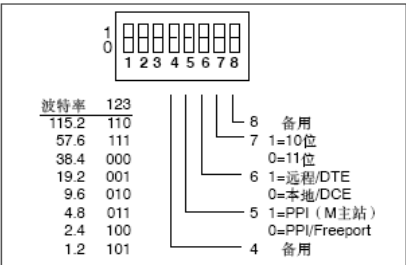 1
0
1 2 3 4 5 6 7 8
波特率 123
115.2 110
57.6 111
38.4 000
19.2 001
9.6 010
4.8 011
2.4 100
1.2 101
8 备用
7 1=10位
0=11位
6 1=远程/DTE
0=本地/DCE
5 1=PPI（M主站）
0=PPI/Freeport
4 备用